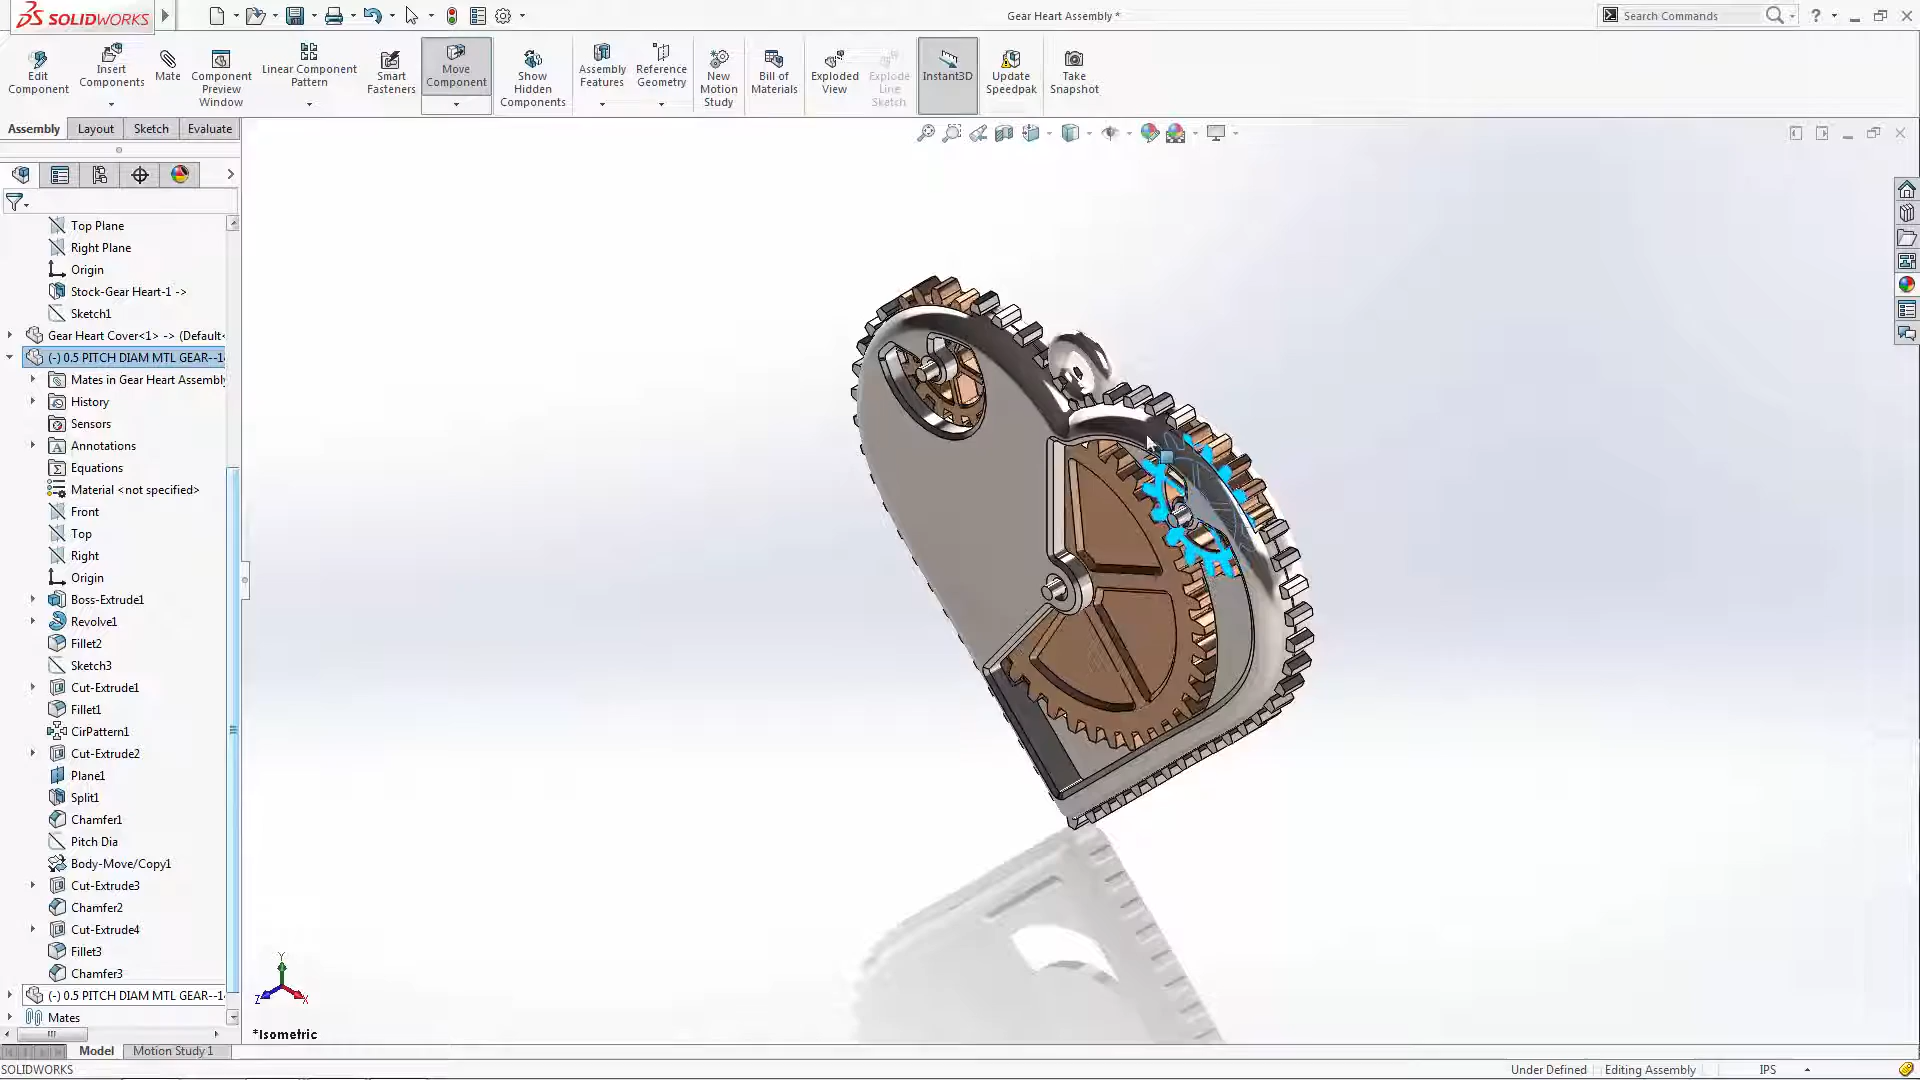 SOLIDWORKS
Gear Heart Assembly *
Search Commands
Edit Component
Insert Components
Mate
Component Preview Window
Linear Component Pattern
Smart Fasteners
Move Component
Show Hidden Components
Assembly Features
Reference Geometry
New Motion Study
Bill of Materials
Exploded View
Explode Line Sketch
Instant3D
Update Speedpak
Take Snapshot
Assembly
Layout
Sketch
Evaluate
Top Plane
Right Plane
Origin
Stock-Gear Heart-1 ->
Sketch1
Gear Heart Cover<1> -> (Default<
(-) 0.5 PITCH DIAM MTL GEAR--1
Mates in Gear Heart Assembly
History
Sensors
Annotations
Equations
Material <not specified>
Front
Top
Right
Origin
Boss-Extrude1
Revolve1
Fillet2
Sketch3
Cut-Extrude1
Fillet1
CirPattern1
Cut-Extrude2
Plane1
Split1
Chamfer1
Pitch Dia
Body-Move/Copy1
Cut-Extrude3
Chamfer2
Cut-Extrude4
Fillet3
Chamfer3
(-) 0.5 PITCH DIAM MTL GEAR--1
Mates
Y
Z
X
*Isometric
Model
Motion Study 1
SOLIDWORKS
Under Defined
Editing Assembly
IPS